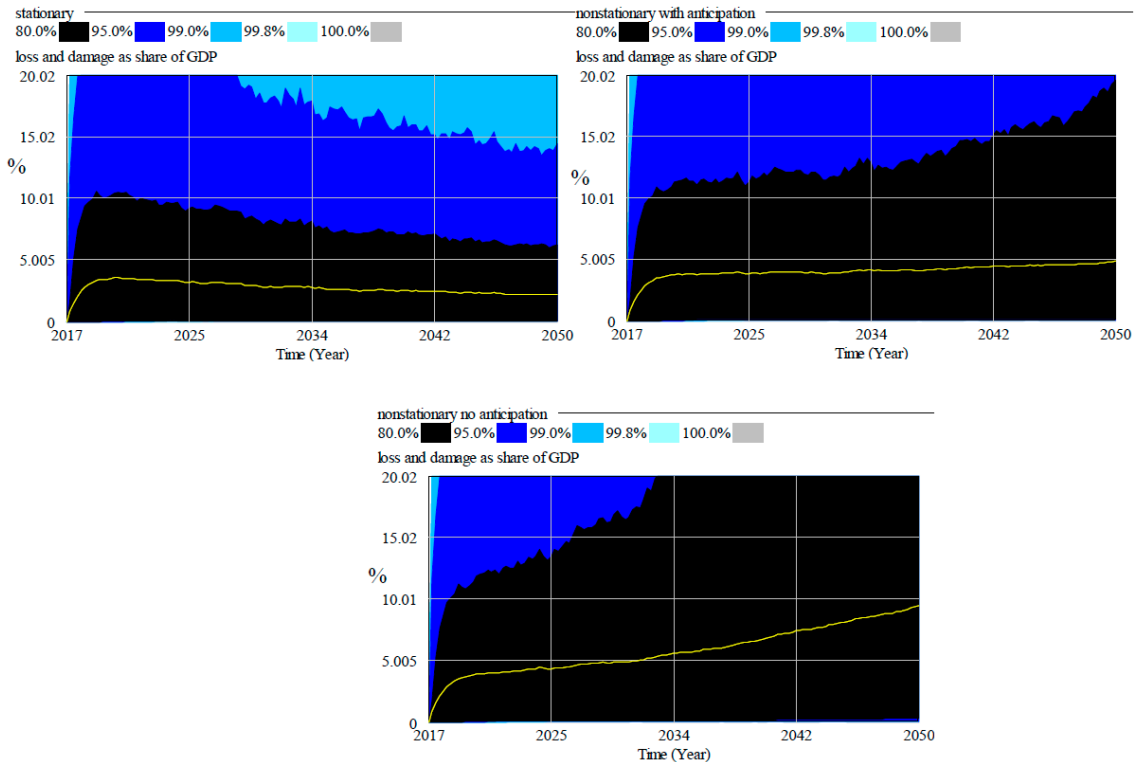 stationary
80.0% 95.0% 99.0% 99.8% 100.0%
loss and damage as share of GDP
20.02
15.02
%
10.01
5.005
0
2017 2025 2034 2042 2050
Time (Year)
nonstationary with anticipation
80.0% 95.0% 99.0% 99.8% 100.0%
loss and damage as share of GDP
20.02
15.02
%
10.01
5.005
0
2017 2025 2034 2042 2050
Time (Year)
nonstationary no anticipation
80.0% 95.0% 99.0% 99.8% 100.0%
loss and damage as share of GDP
20.02
15.02
%
10.01
5.005
0
2017 2025 2034 2042 2050
Time (Year)